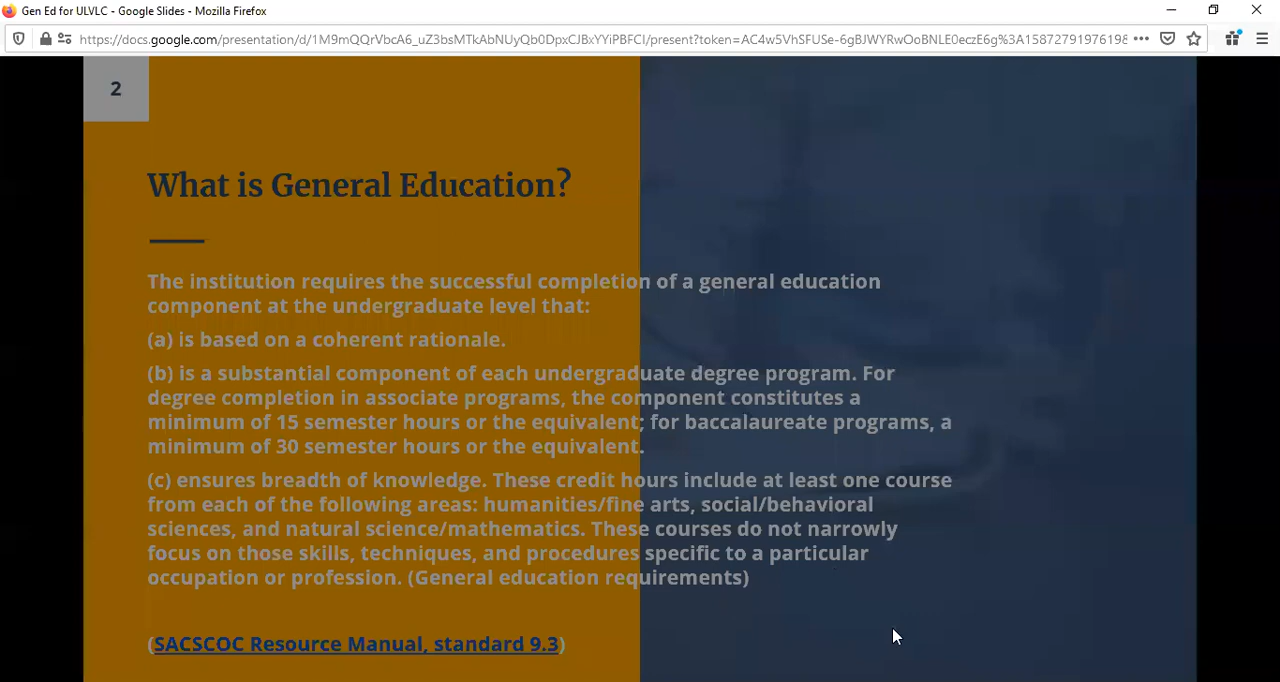 Gen Ed for ULVLC - Google Slides - Mozilla Firefox
https://docs.google.com/presentation/d/1M9mQQrVbcA6_uZ3bsMTkAbNUyQb0DpxCJBxYYiPBFCI/present?token=AC4w5VhSFUSe-6gBJWYRwOoBNLE0eczE6g%3A15872791976198
2
What is General Education?
The institution requires the successful completion of a general education
component at the undergraduate level that:
(a) is based on a coherent rationale.
(b) is a substantial component of each undergraduate degree program. For
degree completion in associate programs, the component constitutes a
minimum of 15 semester hours or the equivalent; for baccalaureate programs, a
minimum of 30 semester hours or the equivalent.
(c) ensures breadth of knowledge. These credit hours include at least one course
from each of the following areas: humanities/fine arts, social/behavioral
sciences, and natural science/mathematics. These courses do not narrowly
focus on those skills, techniques, and procedures specific to a particular
occupation or profession. (General education requirements)
(SACSCOC Resource Manual, standard 9.3)